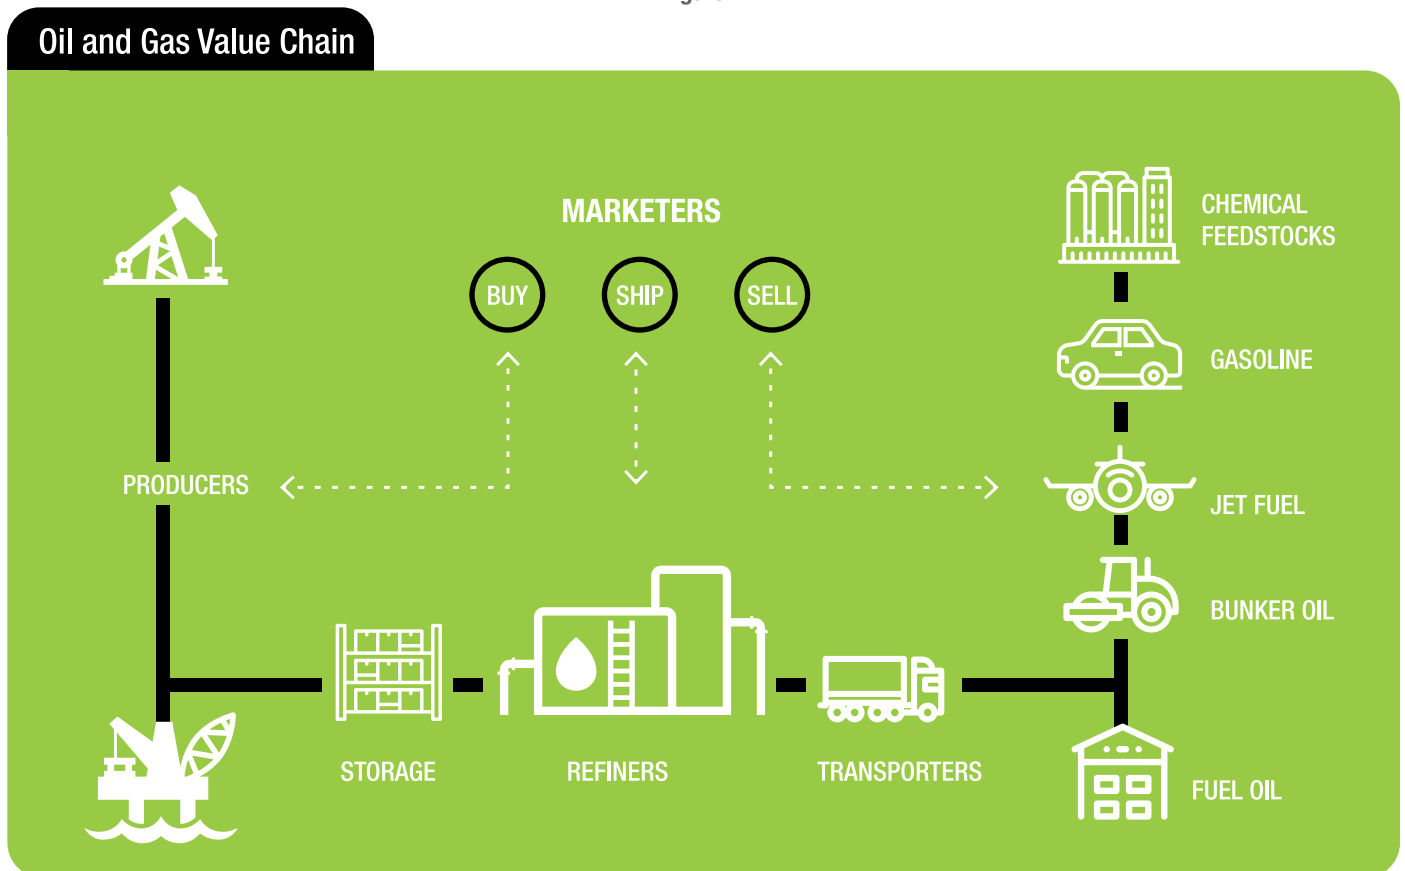 Oil and Gas Value Chain
MARKETERS
BUY
SHIP
SELL
PRODUCERS
STORAGE
REFINERS
TRANSPORTERS
CHEMICAL
FEEDSTOCKS
GASOLINE
JET FUEL
BUNKER OIL
FUEL OIL